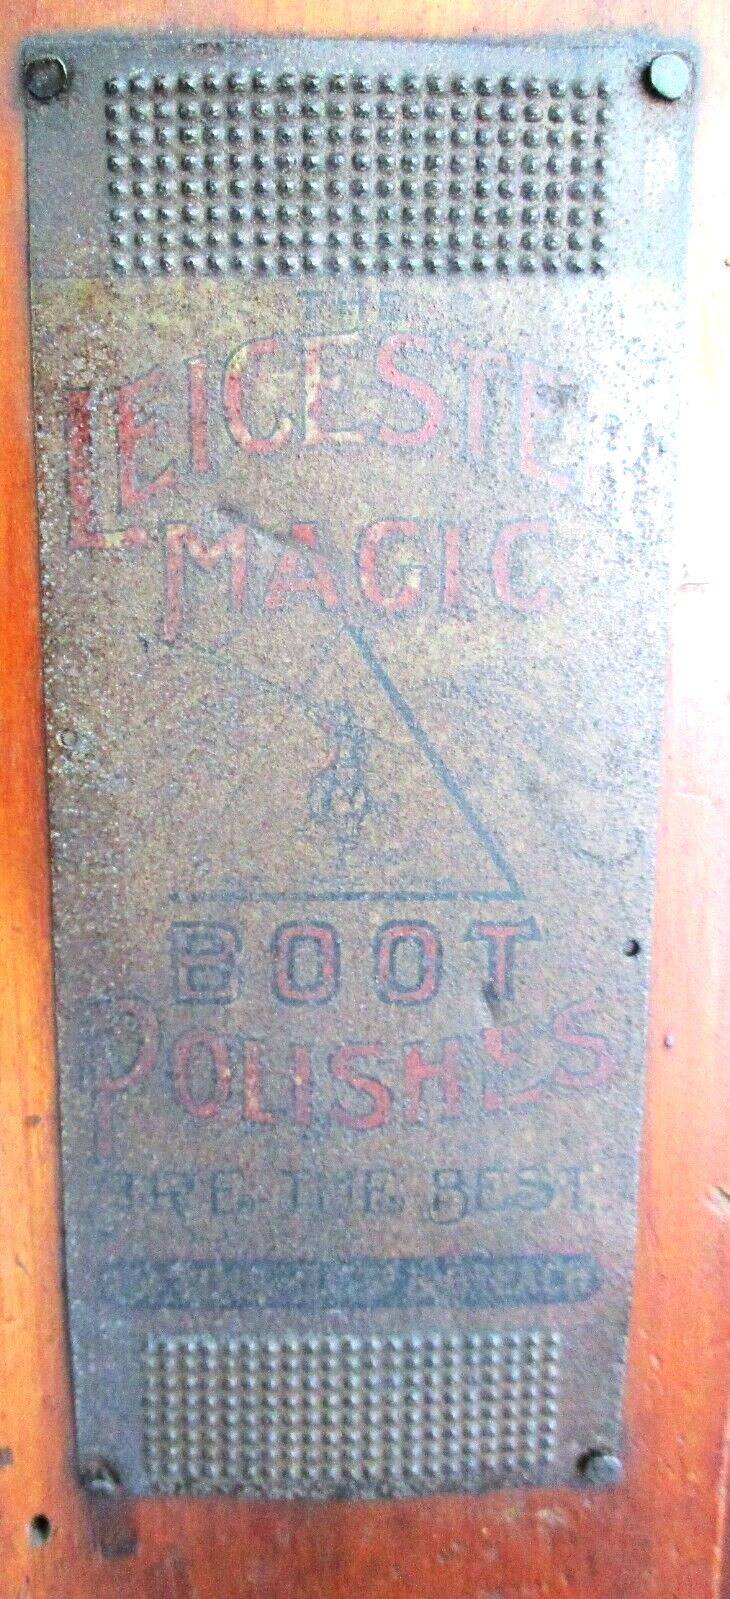 THE
LEICESTER
MAGIC
BOOT
POLISHES
ARE THE BEST